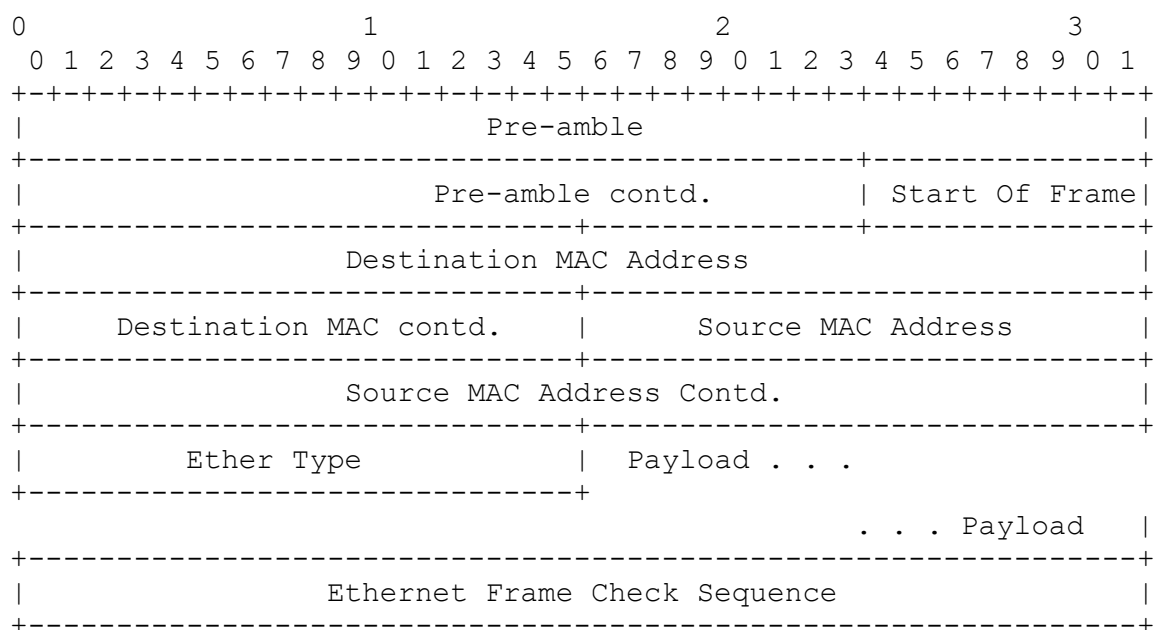 0                   1                   2                   3
 0 1 2 3 4 5 6 7 8 9 0 1 2 3 4 5 6 7 8 9 0 1 2 3 4 5 6 7 8 9 0 1
+-+-+-+-+-+-+-+-+-+-+-+-+-+-+-+-+-+-+-+-+-+-+-+-+-+-+-+-+-+-+-+-+
|                          Pre-amble                            |
+-----------------------------------------------+---------------+
|                       Pre-amble contd.        | Start Of Frame|
+-------------------------------+---------------+---------------+
|                  Destination MAC Address                      |
+-------------------------------+-------------------------------+
|     Destination MAC contd.    |      Source MAC Address       |
+-------------------------------+-------------------------------+
|                  Source MAC Address Contd.                    |
+-------------------------------+-------------------------------+
|         Ether Type            |  Payload . . .
+-------------------------------+
                                                . . . Payload   |
+---------------------------------------------------------------+
|                 Ethernet Frame Check Sequence                 |
+---------------------------------------------------------------+